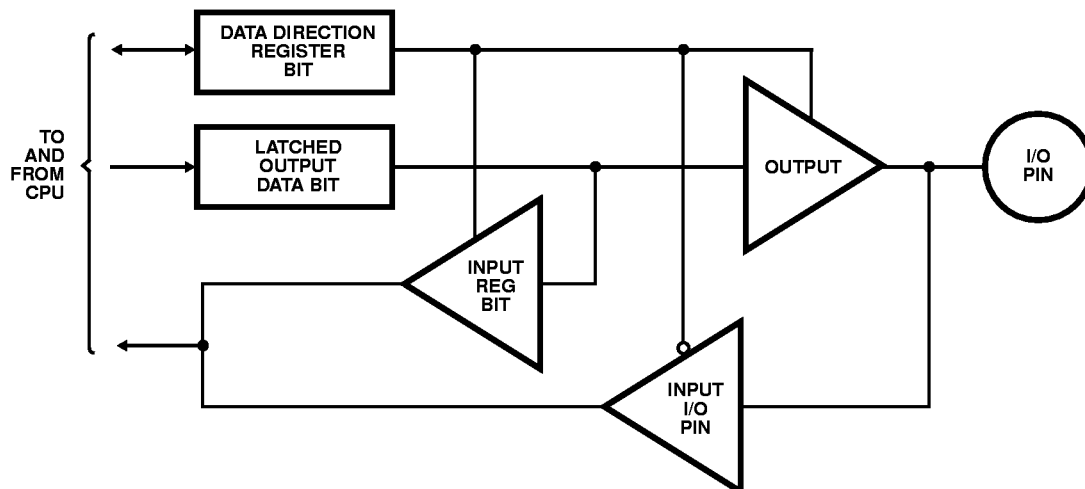 DATA DIRECTION
REGISTER
BIT
TO
AND
FROM
CPU
LATCHED
OUTPUT
DATA BIT
OUTPUT
I/O
PIN
INPUT
REG
BIT
INPUT
I/O
PIN